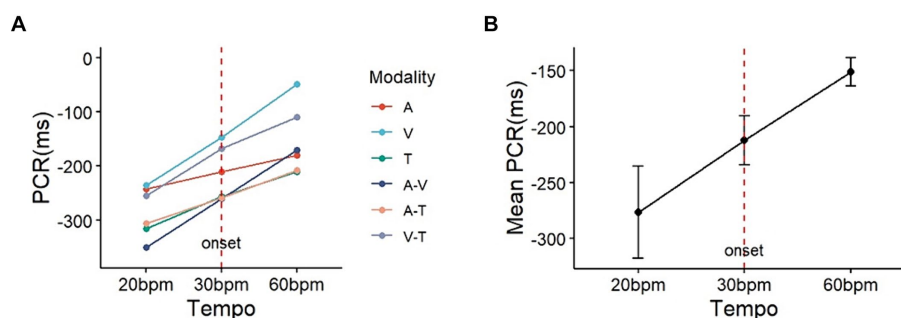 A
PCR(ms)
0
-100
-200
-300
onset
20bpm 30bpm 60bpm
Tempo
Modality
A
V
T
A-V
A-T
V-T
B
Mean PCR(ms)
-150
-200
-250
-300
onset
20bpm 30bpm 60bpm
Tempo